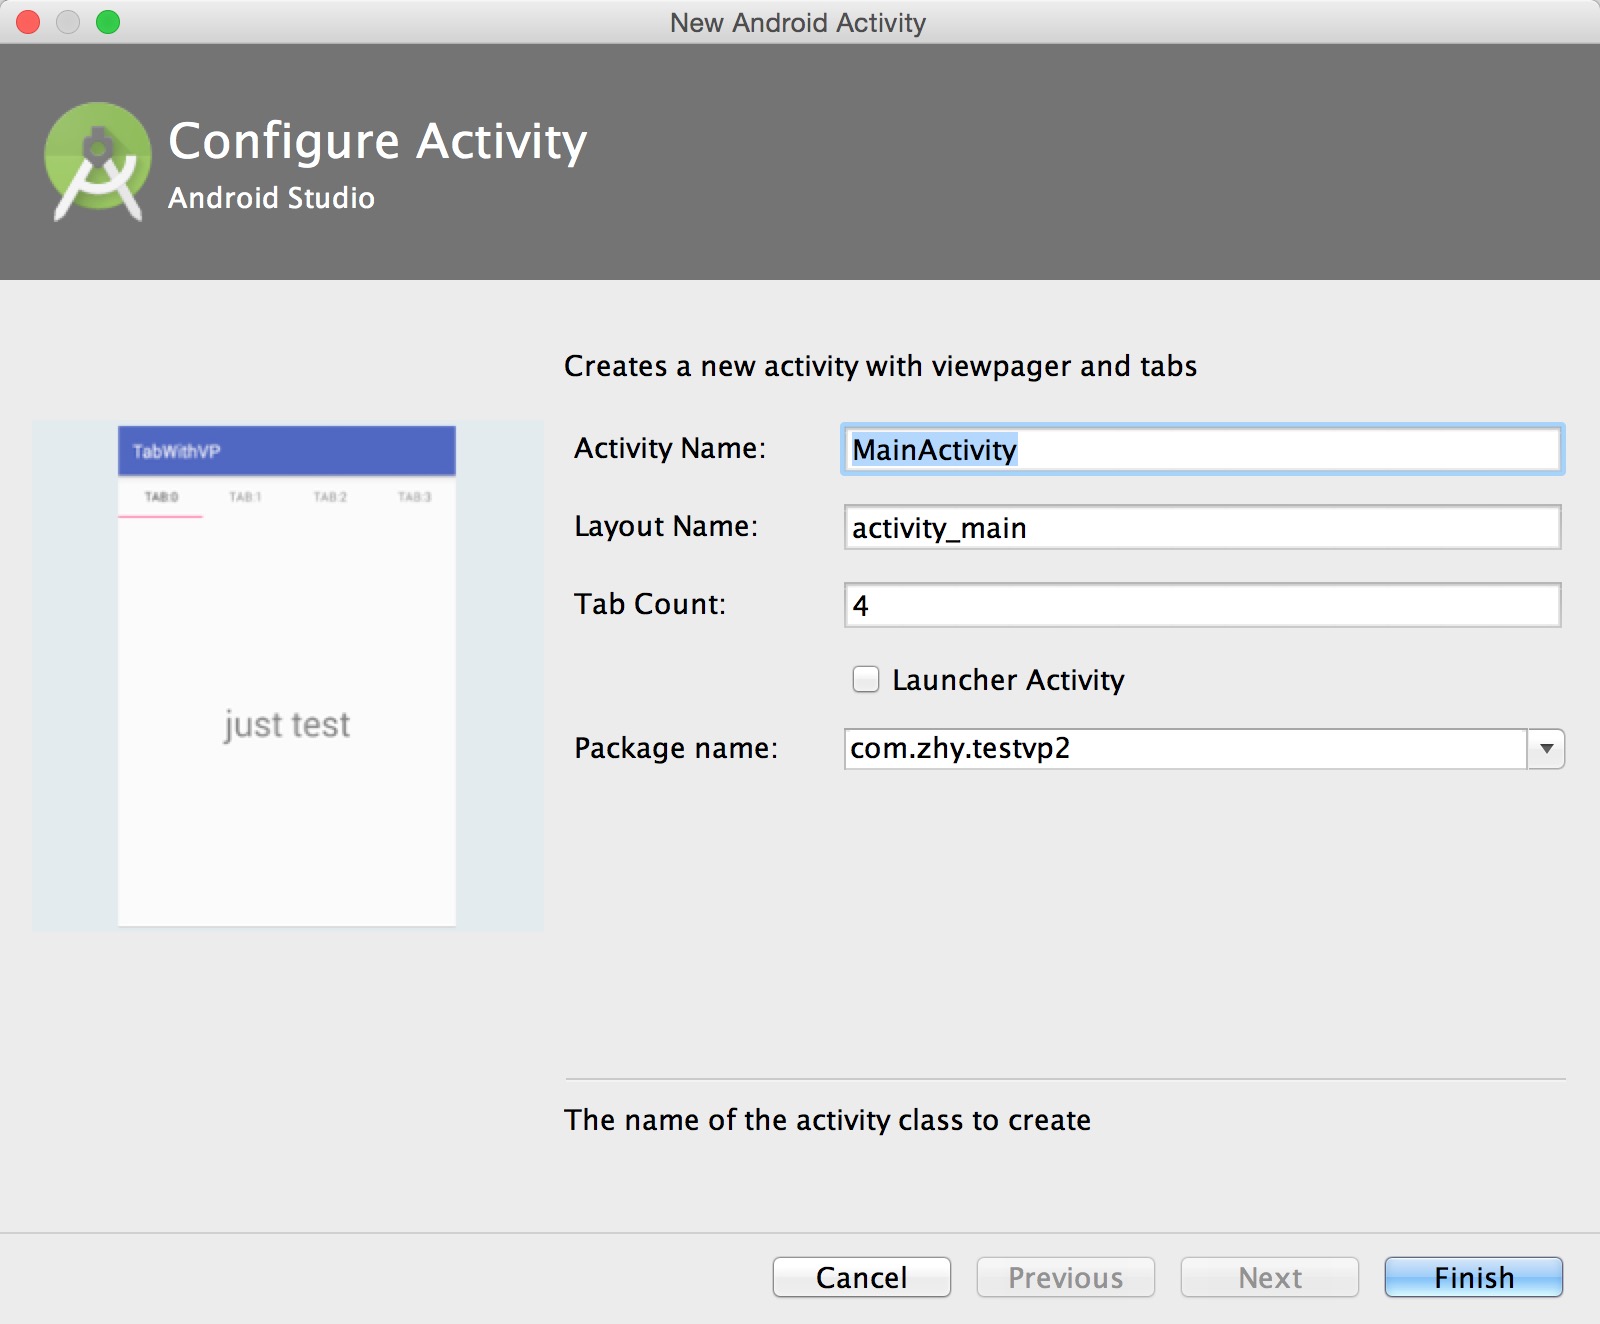 New Android Activity
Configure Activity
Android Studio
Creates a new activity with viewpager and tabs
TabWithVP
TAB:0 TAB:1 TAB:2 TAB:3
just test
Activity Name: MainActivity
Layout Name: activity_main
Tab Count: 4
Launcher Activity
Package name: com.zhy.testvp2
The name of the activity class to create
Cancel Previous Next Finish